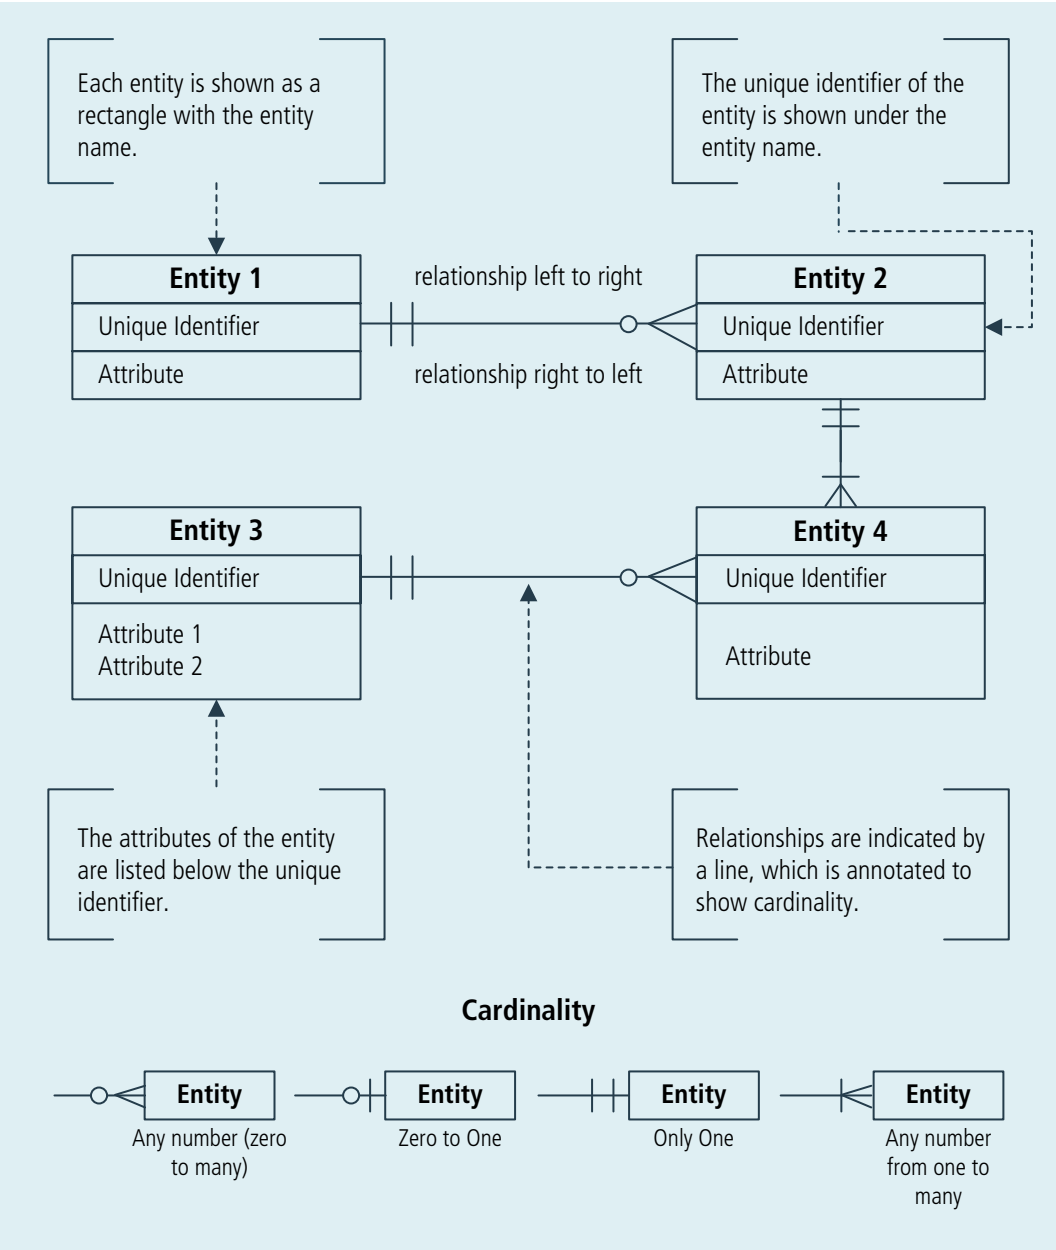 Each entity is shown as a
rectangle with the entity
name.
The unique identifier of the
entity is shown under the
entity name.
Entity 1
Unique Identifier
Attribute
relationship left to right
relationship right to left
Entity 2
Unique Identifier
Attribute
Entity 3
Unique Identifier
Attribute 1
Attribute 2
Entity 4
Unique Identifier
Attribute
The attributes of the entity
are listed below the unique
identifier.
Relationships are indicated by
a line, which is annotated to
show cardinality.
Cardinality
Entity
Any number (zero
to many)
Entity
Zero to One
Entity
Only One
Entity
Any number
from one to
many